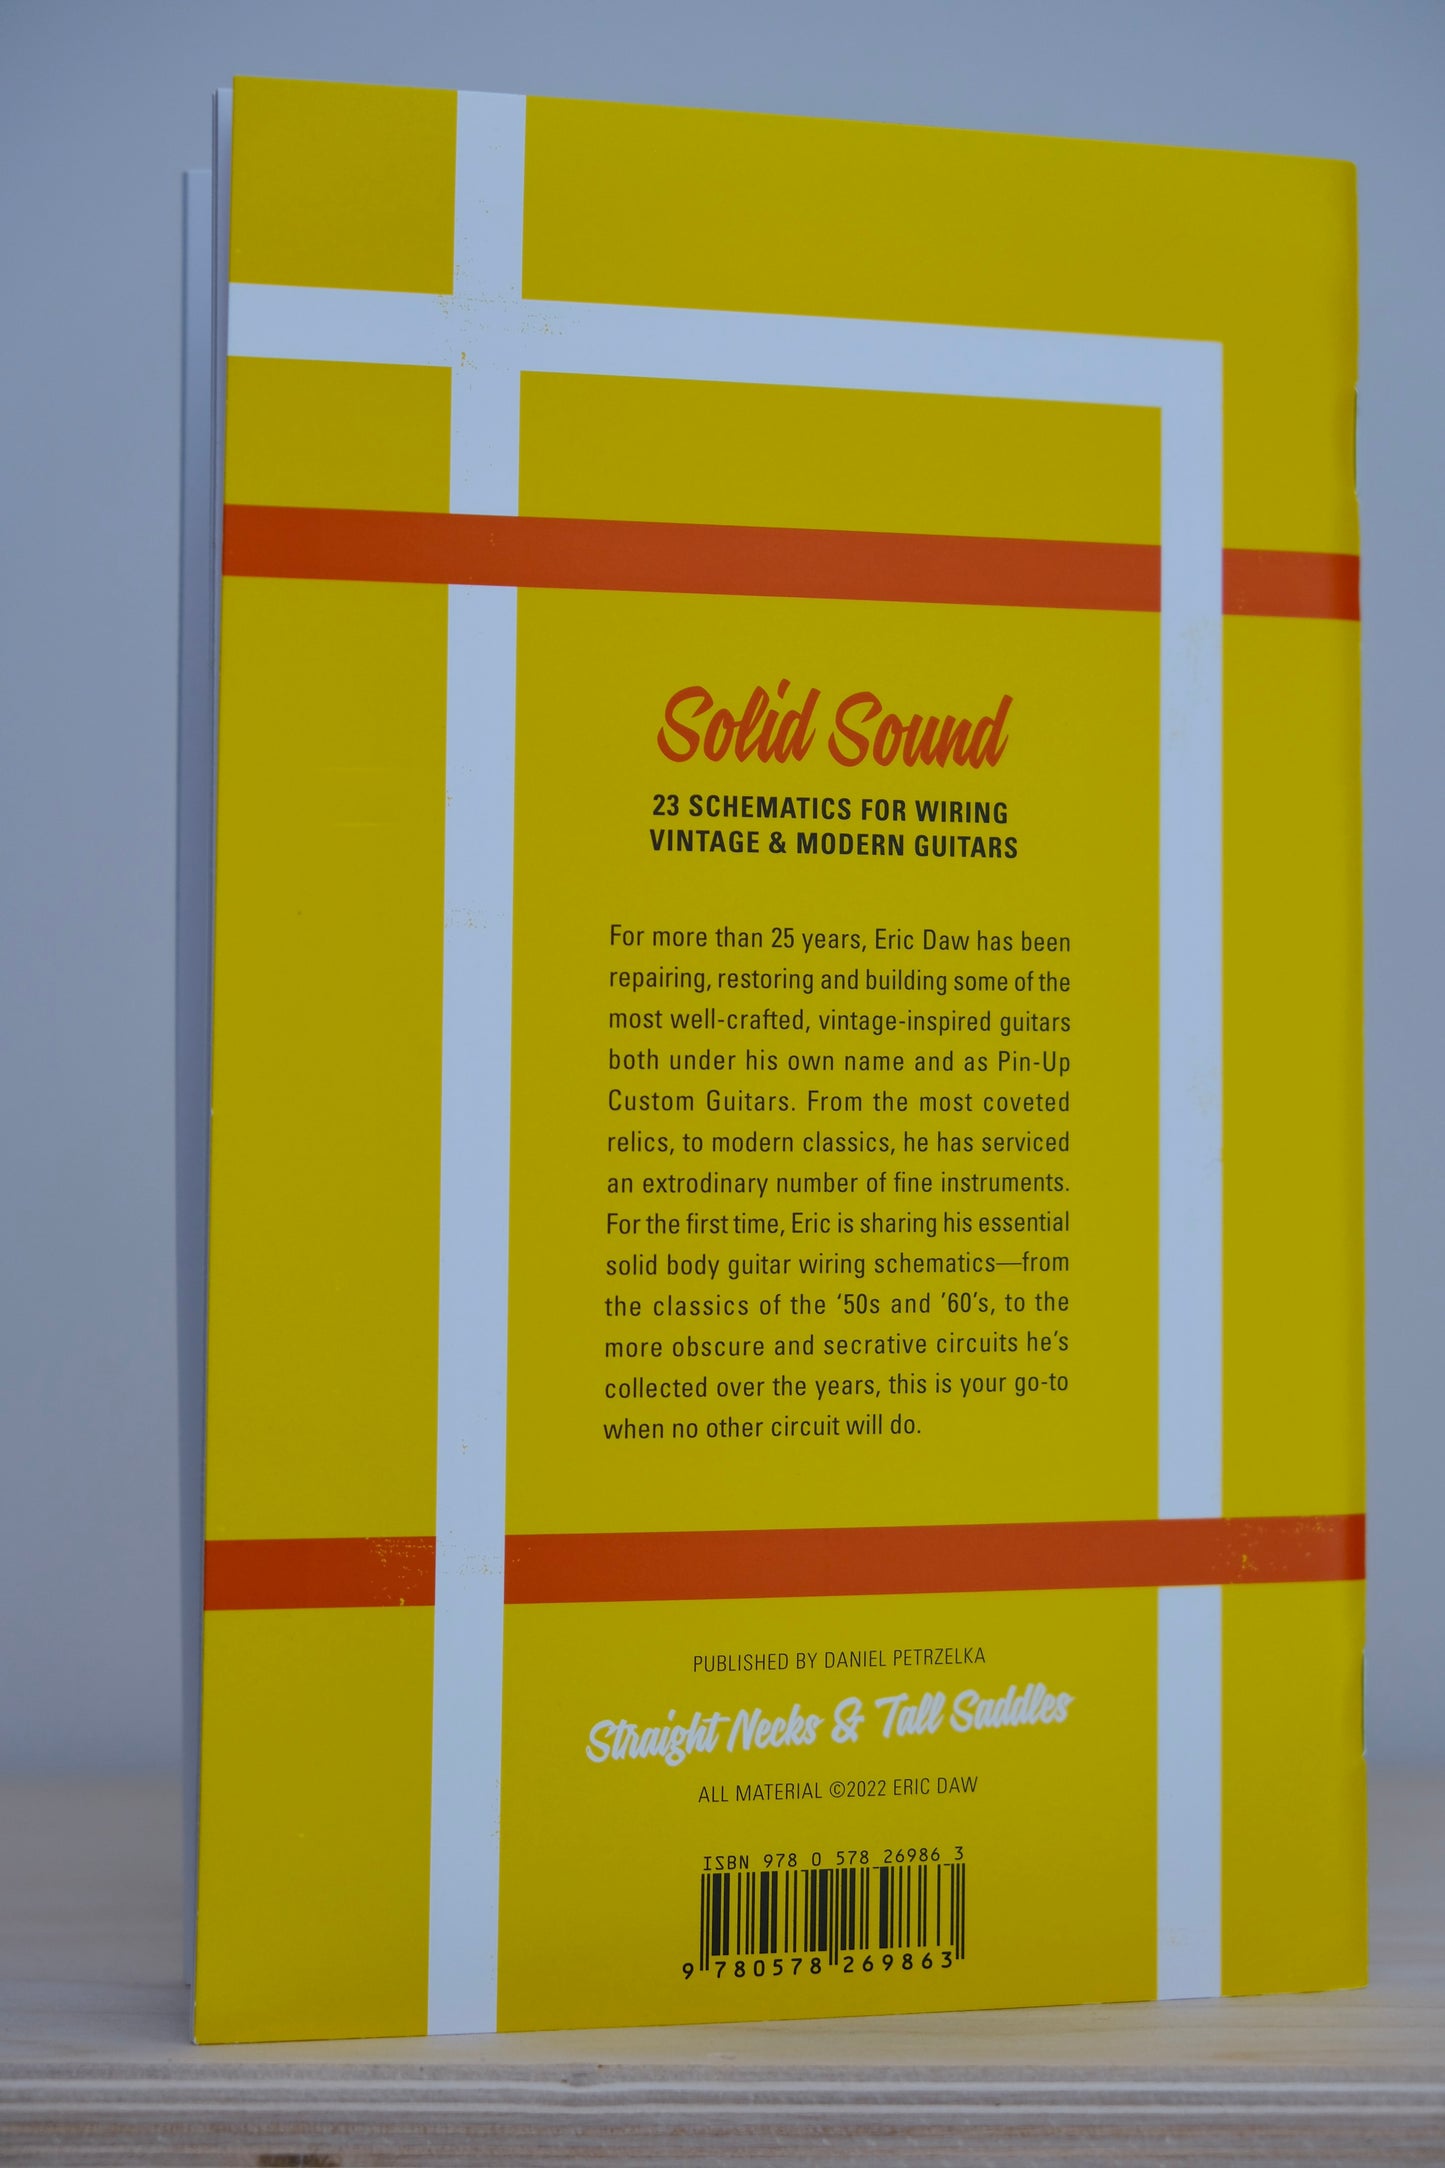 Solid Sound
23 SCHEMATICS FOR WIRING
VINTAGE & MODERN GUITARS
For more than 25 years, Eric Daw has been
repairing, restoring and building some of the
most well-crafted, vintage-inspired guitars
both under his own name and as Pin-Up
Custom Guitars. From the most coveted
relics, to modern classics, he has serviced
an extrodinary number of fine instruments.
For the first time, Eric is sharing his essential
solid body guitar wiring schematics—from
the classics of the ‘50s and ’60’s, to the
more obscure and secrative circuits he’s
collected over the years, this is your go-to
when no other circuit will do.
PUBLISHED BY DANIEL PETRZELKA
Straight Necks & Tall Saddles
ALL MATERIAL ©2022 ERIC DAW
ISBN 978 0 578 26986 3
9 780578 269863